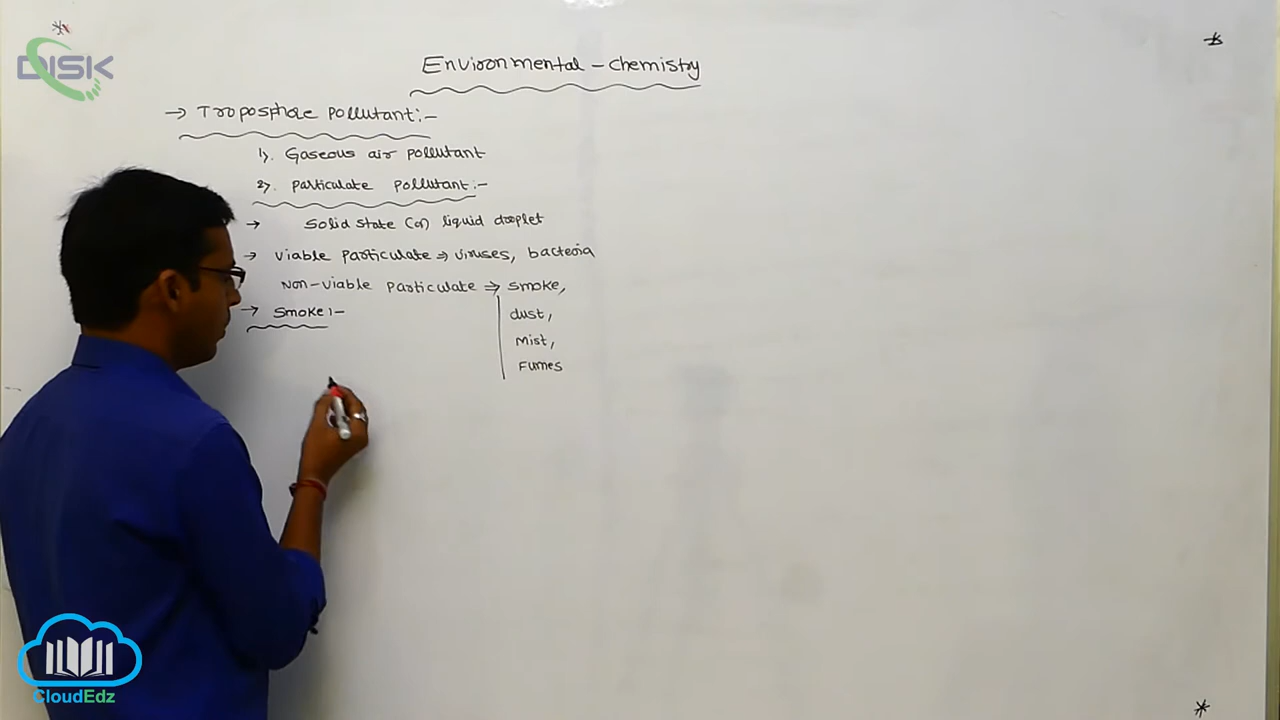 DISK
Environmental - chemistry
→ Troposphole pollutant:-
1). Gaseous air pollutant
2). particulate pollutant:-
→ solid state (or) liquid droplet
→ viable particulate ⇒ viruses, bacteria
Non-viable particulate ⇒ smoke,
dust,
Mist,
Fumes
→ smoke:-
CloudEdz